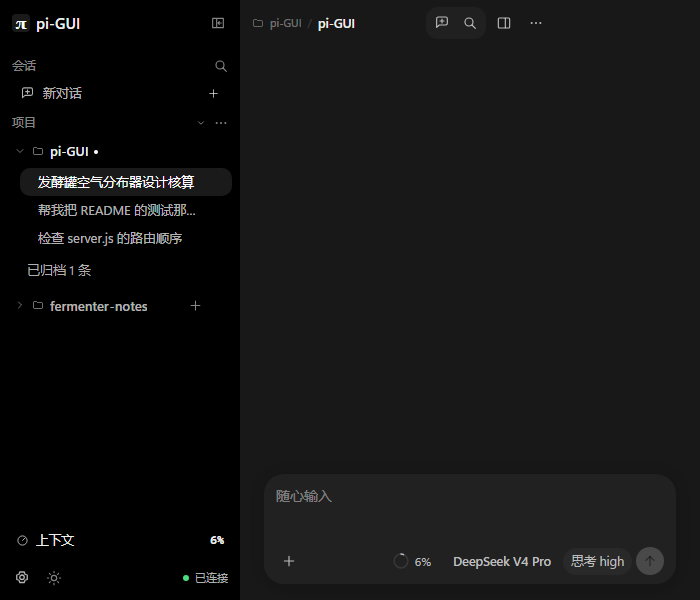 π pi-GUI
会话
新对话
项目
pi-GUI
发酵罐空气分布器设计核算
帮我把 README 的测试那...
检查 server.js 的路由顺序
已归档 1 条
fermenter-notes
上下文 6%
已连接
pi-GUI / pi-GUI
随心输入
6% DeepSeek V4 Pro 思考 high